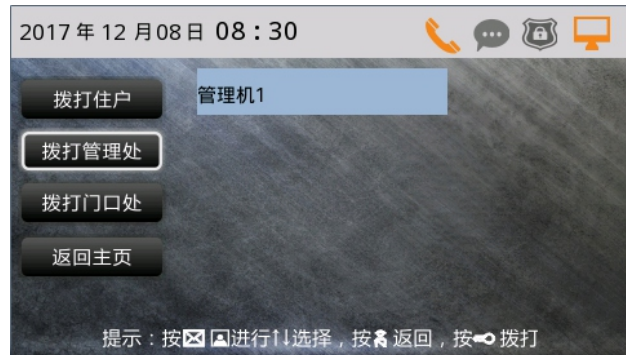 2017 年 12 月08日 08:30
拨打住户
管理机1
拨打管理处
拨打门口处
返回主页
提示：按进行↑↓选择，按返回，按拨打